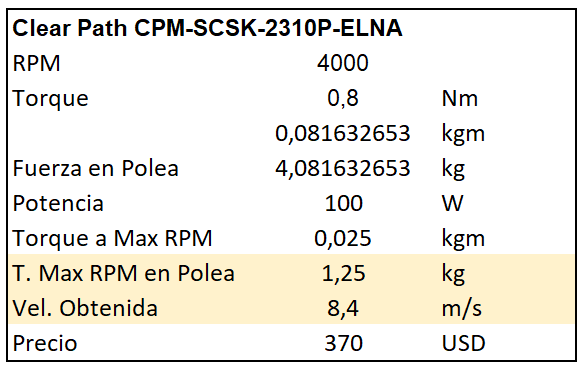 Clear Path CPM-SCSK-2310P-ELNA
RPM 4000
Torque 0,8 Nm
0,081632653 kgm
Fuerza en Polea 4,081632653 kg
Potencia 100 W
Torque a Max RPM 0,025 kgm
T. Max RPM en Polea 1,25 kg
Vel. Obtenida 8,4 m/s
Precio 370 USD